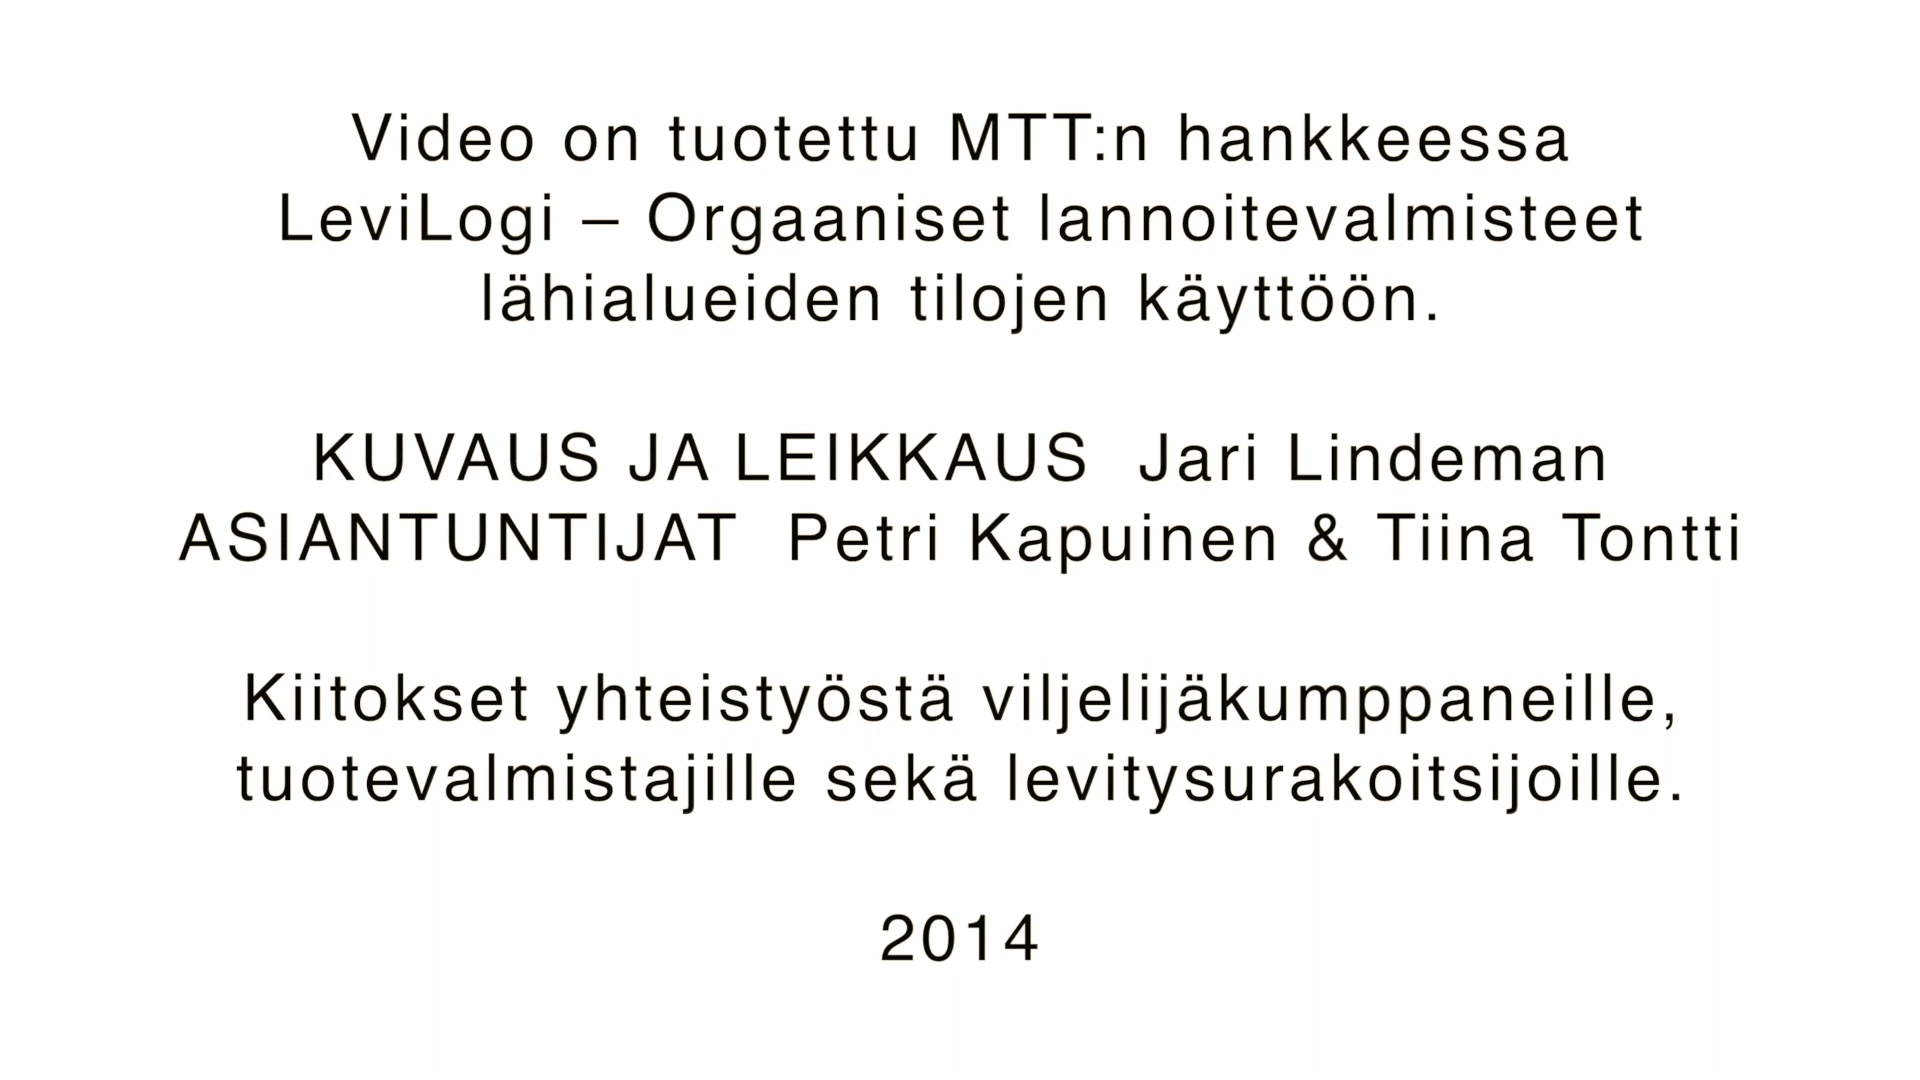 Video on tuotettu MTT:n hankkeessa
LeviLogi – Orgaaniset lannoitevalmisteet
lähialueiden tilojen käyttöön.
KUVAUS JA LEIKKAUS  Jari Lindeman
ASIANTUNTIJAT  Petri Kapuinen & Tiina Tontti
Kiitokset yhteistyöstä viljelijäkumppaneille,
tuotevalmistajille sekä levitysurakoitsijoille.
2014